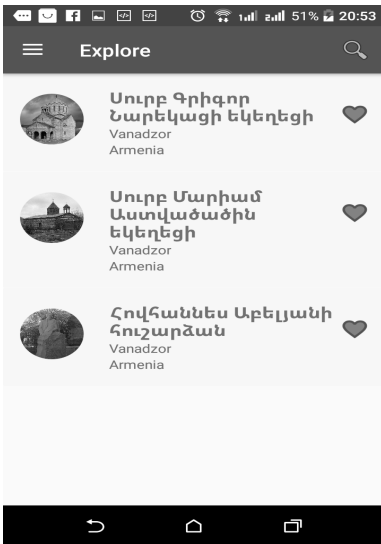 51% 20:53
Explore
Սուրբ Գրիգոր
Նարեկացի եկեղեցի
Vanadzor
Armenia
Սուրբ Մարիամ
Աստվածածին
եկեղեցի
Vanadzor
Armenia
Հովհաննես Աբելյանի
հուշարձան
Vanadzor
Armenia